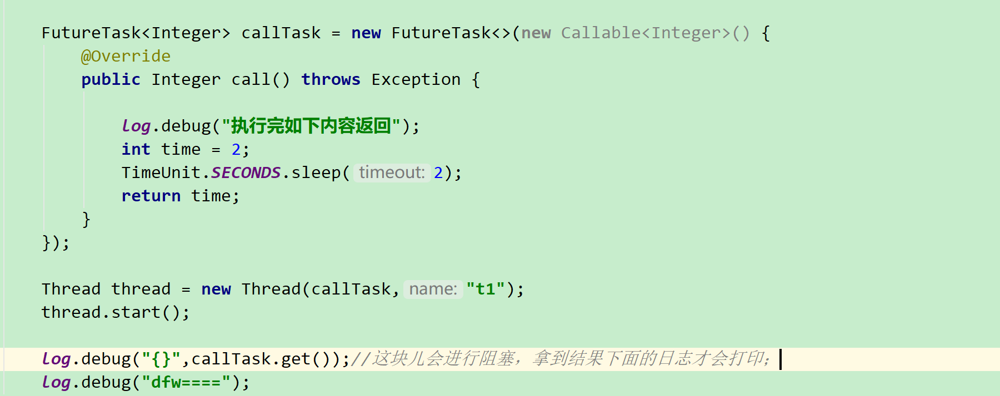 FutureTask<Integer> callTask = new FutureTask<>(new Callable<Integer>() {
@Override
public Integer call() throws Exception {
log.debug("执行完如下内容返回");
int time = 2;
TimeUnit.SECONDS.sleep( timeout: 2);
return time;
}
});
Thread thread = new Thread(callTask, name: "t1");
thread.start();
log.debug("{}",callTask.get());//这块儿会进行阻塞，拿到结果下面的日志才会打印；
log.debug("dfw====");